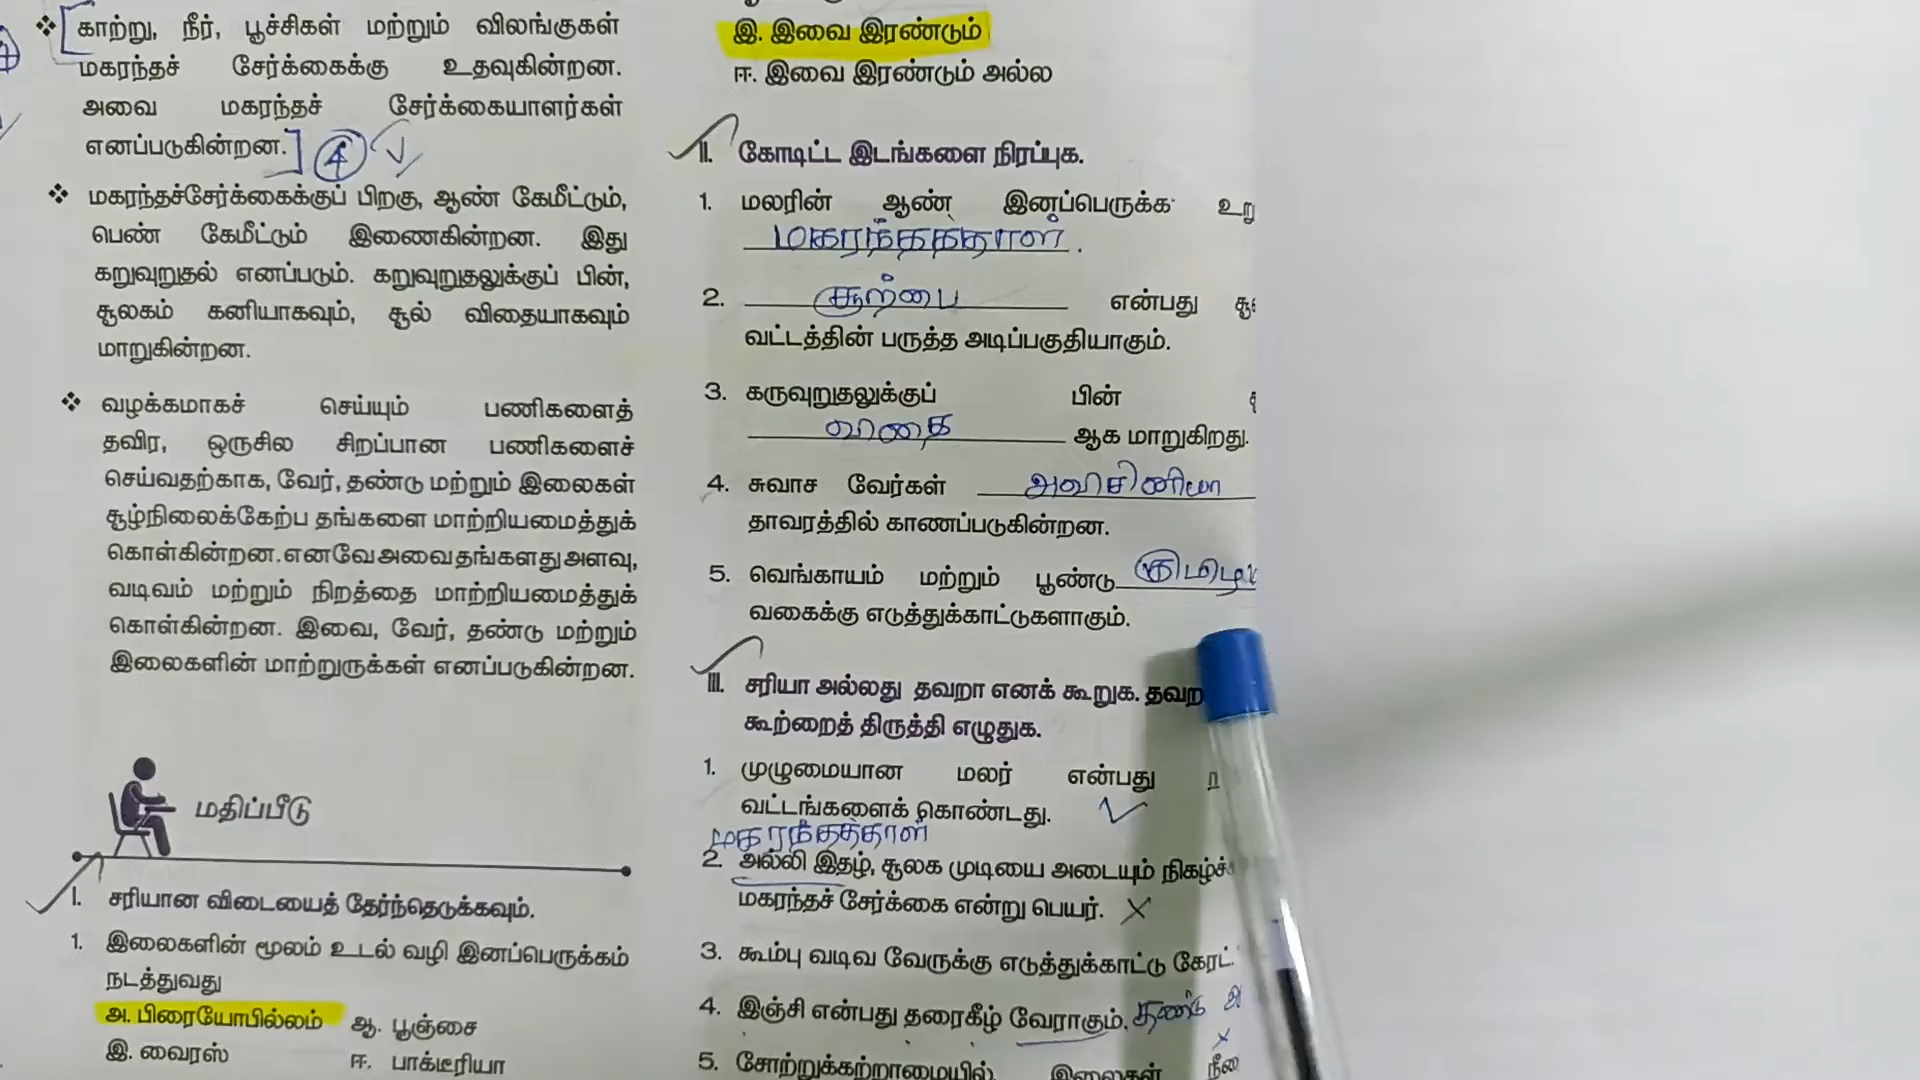 காற்று, நீர், பூச்சிகள் மற்றும் விலங்குகள்
மகரந்தச் சேர்க்கைக்கு உதவுகின்றன.
அவை மகரந்தச் சேர்க்கையாளர்கள்
எனப்படுகின்றன. 4
மகரந்தச்சேர்க்கைக்குப் பிறகு, ஆண் கேமீட்டும்,
பெண் கேமீட்டும் இணைகின்றன. இது
கறுவுறுதல் எனப்படும். கறுவுறுதலுக்குப் பின்,
சூலகம் கனியாகவும், சூல் விதையாகவும்
மாறுகின்றன.
வழக்கமாகச் செய்யும் பணிகளைத்
தவிர, ஒருசில சிறப்பான பணிகளைச்
செய்வதற்காக, வேர், தண்டு மற்றும் இலைகள்
சூழ்நிலைக்கேற்ப தங்களை மாற்றியமைத்துக்
கொள்கின்றன. எனவே அவை தங்களது அளவு,
வடிவம் மற்றும் நிறத்தை மாற்றியமைத்துக்
கொள்கின்றன. இவை, வேர், தண்டு மற்றும்
இலைகளின் மாற்றுருக்கள் எனப்படுகின்றன.
மதிப்பீடு
I. சரியான விடையைத் தேர்ந்தெடுக்கவும்.
1. இலைகளின் மூலம் உடல் வழி இனப்பெருக்கம்
நடத்துவது
அ. பிரையோபில்லம் ஆ. பூஞ்சை
இ. வைரஸ் ஈ. பாக்டீரியா
இ. இவை இரண்டும்
ஈ. இவை இரண்டும் அல்ல
II. கோடிட்ட இடங்களை நிரப்புக.
1. மலரின் ஆண் இனப்பெருக்க உறு
மகரந்தத்தாள்.
2. சூற்பை என்பது
வட்டத்தின் பருத்த அடிப்பகுதியாகும்.
3. கருவுறுதலுக்குப் பின்
விதை ஆக மாறுகிறது.
4. சுவாச வேர்கள் அவிசினியா
தாவரத்தில் காணப்படுகின்றன.
5. வெங்காயம் மற்றும் பூண்டு
வகைக்கு எடுத்துக்காட்டுகளாகும்.
III. சரியா அல்லது தவறா எனக் கூறுக. தவற
கூற்றைத் திருத்தி எழுதுக.
1. முழுமையான மலர் என்பது
வட்டங்களைக் கொண்டது.
மகரந்தத்தாள்
2. அல்லி இதழ், சூலக முடியை அடையும்
மகரந்தச் சேர்க்கை என்று பெயர். X
3. கூம்பு வடிவ வேருக்கு எடுத்துக்காட்டு கேரட்
4. இஞ்சி என்பது தரைகீழ் வேராகும். தண்டு
5. சோற்றுக்கற்றாமையில் இலைகள்